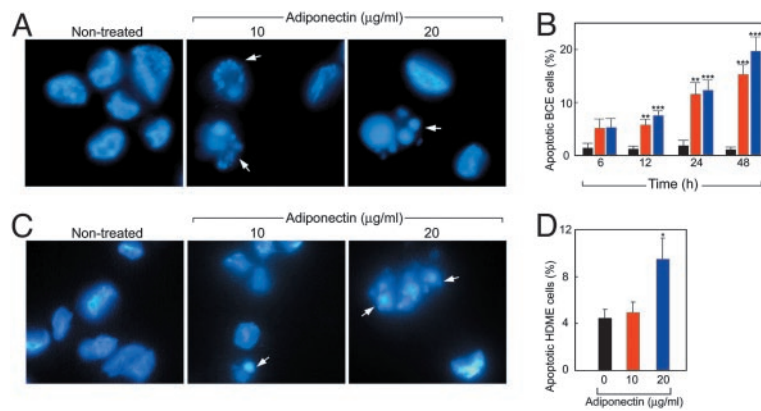 A
Adiponectin (µg/ml)
Non-treated
10
20
B
Apoptotic BCE cells (%)
20
10
0
**
***
**
***
***
***
6
12
24
48
Time (h)
C
Adiponectin (µg/ml)
Non-treated
10
20
D
Apoptotic HDME cells (%)
12
8
4
0
*
0
10
20
Adiponectin (µg/ml)